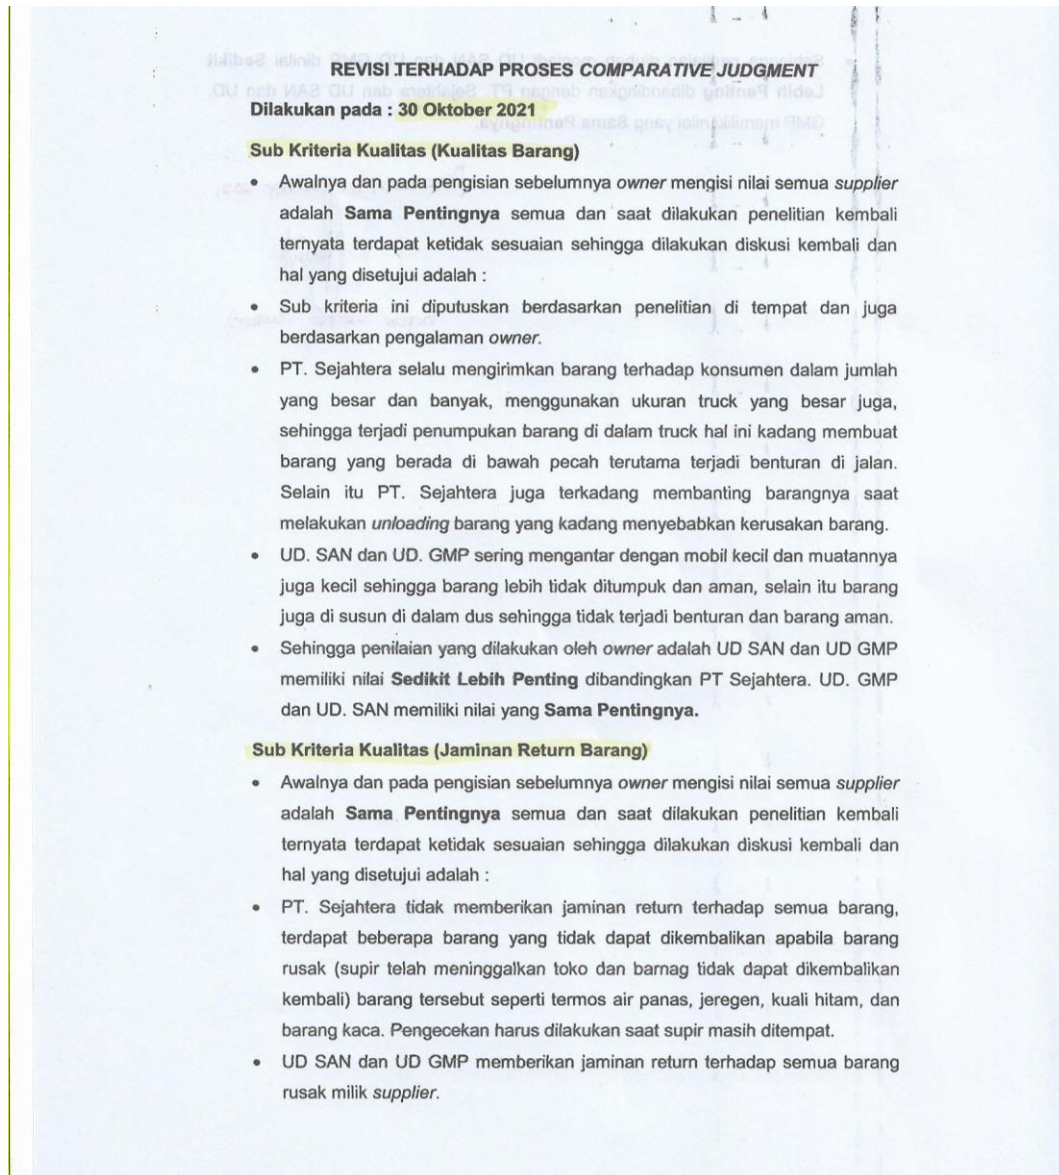 REVISI TERHADAP PROSES COMPARATIVE JUDGMENT
Dilakukan pada : 30 Oktober 2021
Sub Kriteria Kualitas (Kualitas Barang)
• Awalnya dan pada pengisian sebelumnya owner mengisi nilai semua supplier
adalah Sama Pentingnya semua dan saat dilakukan penelitian kembali
ternyata terdapat ketidak sesuaian sehingga dilakukan diskusi kembali dan
hal yang disetujui adalah :
• Sub kriteria ini diputuskan berdasarkan penelitian di tempat dan juga
berdasarkan pengalaman owner.
• PT. Sejahtera selalu mengirimkan barang terhadap konsumen dalam jumlah
yang besar dan banyak, menggunakan ukuran truck yang besar juga,
sehingga terjadi penumpukan barang di dalam truck hal ini kadang membuat
barang yang berada di bawah pecah terutama terjadi benturan di jalan.
Selain itu PT. Sejahtera juga terkadang membanting barangnya saat
melakukan unloading barang yang kadang menyebabkan kerusakan barang.
• UD. SAN dan UD. GMP sering mengantar dengan mobil kecil dan muatannya
juga kecil sehingga barang lebih tidak ditumpuk dan aman, selain itu barang
juga di susun di dalam dus sehingga tidak terjadi benturan dan barang aman.
• Sehingga penilaian yang dilakukan oleh owner adalah UD SAN dan UD GMP
memiliki nilai Sedikit Lebih Penting dibandingkan PT Sejahtera. UD. GMP
dan UD. SAN memiliki nilai yang Sama Pentingnya.
Sub Kriteria Kualitas (Jaminan Return Barang)
• Awalnya dan pada pengisian sebelumnya owner mengisi nilai semua supplier
adalah Sama Pentingnya semua dan saat dilakukan penelitian kembali
ternyata terdapat ketidak sesuaian sehingga dilakukan diskusi kembali dan
hal yang disetujui adalah :
• PT. Sejahtera tidak memberikan jaminan return terhadap semua barang,
terdapat beberapa barang yang tidak dapat dikembalikan apabila barang
rusak (supir telah meninggalkan toko dan barnag tidak dapat dikembalikan
kembali) barang tersebut seperti termos air panas, jeregen, kuali hitam, dan
barang kaca. Pengecekan harus dilakukan saat supir masih ditempat.
• UD SAN dan UD GMP memberikan jaminan return terhadap semua barang
rusak milik supplier.